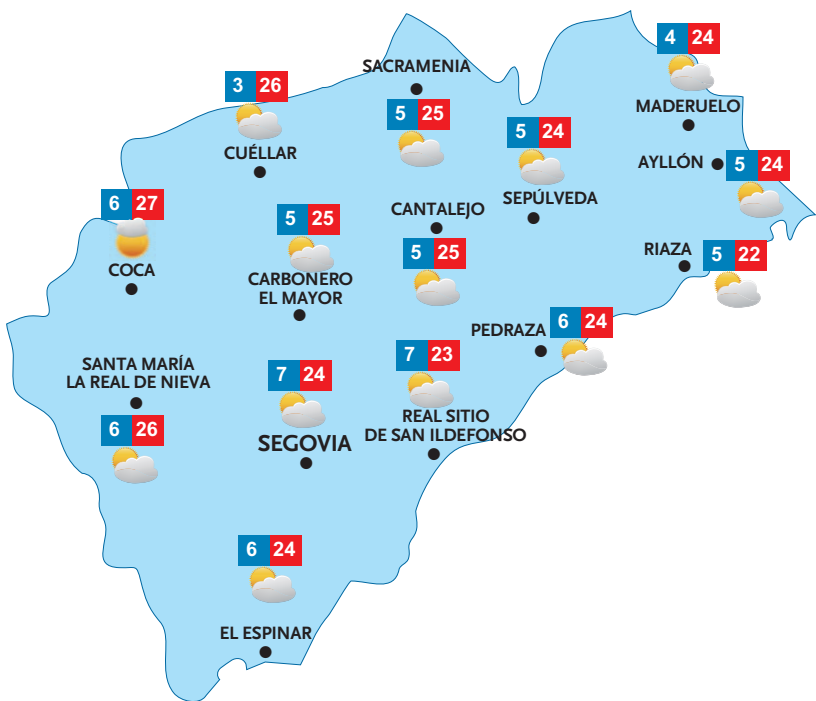 4 24
MADERUELO
SACRAMENIA
5 25
3 26
CUÉLLAR
5 24
SEPÚLVEDA
AYLLÓN
5 24
6 27
COCA
5 25
CARBONERO
EL MAYOR
CANTALEJO
5 25
RIAZA
5 22
PEDRAZA
6 24
SANTA MARÍA
LA REAL DE NIEVA
6 26
7 24
SEGOVIA
7 23
REAL SITIO
DE SAN ILDEFONSO
6 24
EL ESPINAR